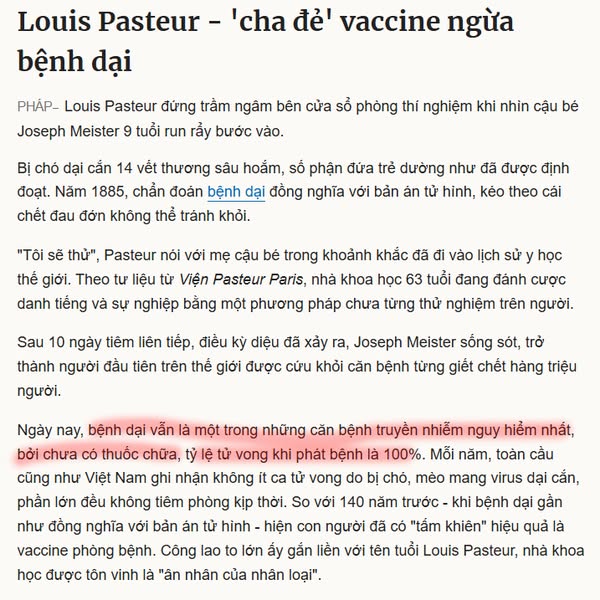 Louis Pasteur - 'cha đẻ' vaccine ngừa
bệnh dại
PHÁP– Louis Pasteur đứng trầm ngâm bên cửa sổ phòng thí nghiệm khi nhìn cậu bé
Joseph Meister 9 tuổi run rẩy bước vào.
Bị chó dại cắn 14 vết thương sâu hoắm, số phận đứa trẻ dường như đã được định
đoạt. Năm 1885, chẩn đoán bệnh dại đồng nghĩa với bản án tử hình, kéo theo cái
chết đau đớn không thể tránh khỏi.
"Tôi sẽ thử", Pasteur nói với mẹ cậu bé trong khoảnh khắc đã đi vào lịch sử y học
thế giới. Theo tư liệu từ Viện Pasteur Paris, nhà khoa học 63 tuổi đang đánh cược
danh tiếng và sự nghiệp bằng một phương pháp chưa từng thử nghiệm trên người.
Sau 10 ngày tiêm liên tiếp, điều kỳ diệu đã xảy ra, Joseph Meister sống sót, trở
thành người đầu tiên trên thế giới được cứu khỏi căn bệnh từng giết chết hàng triệu
người.
Ngày nay, bệnh dại vẫn là một trong những căn bệnh truyền nhiễm nguy hiểm nhất,
bởi chưa có thuốc chữa, tỷ lệ tử vong khi phát bệnh là 100%. Mỗi năm, toàn cầu
cũng như Việt Nam ghi nhận không ít ca tử vong do bị chó, mèo mang virus dại cắn,
phần lớn đều không tiêm phòng kịp thời. So với 140 năm trước - khi bệnh dại gần
như đồng nghĩa với bản án tử hình - hiện con người đã có "tấm khiên" hiệu quả là
vaccine phòng bệnh. Công lao to lớn ấy gắn liền với tên tuổi Louis Pasteur, nhà khoa
học được tôn vinh là "ân nhân của nhân loại".